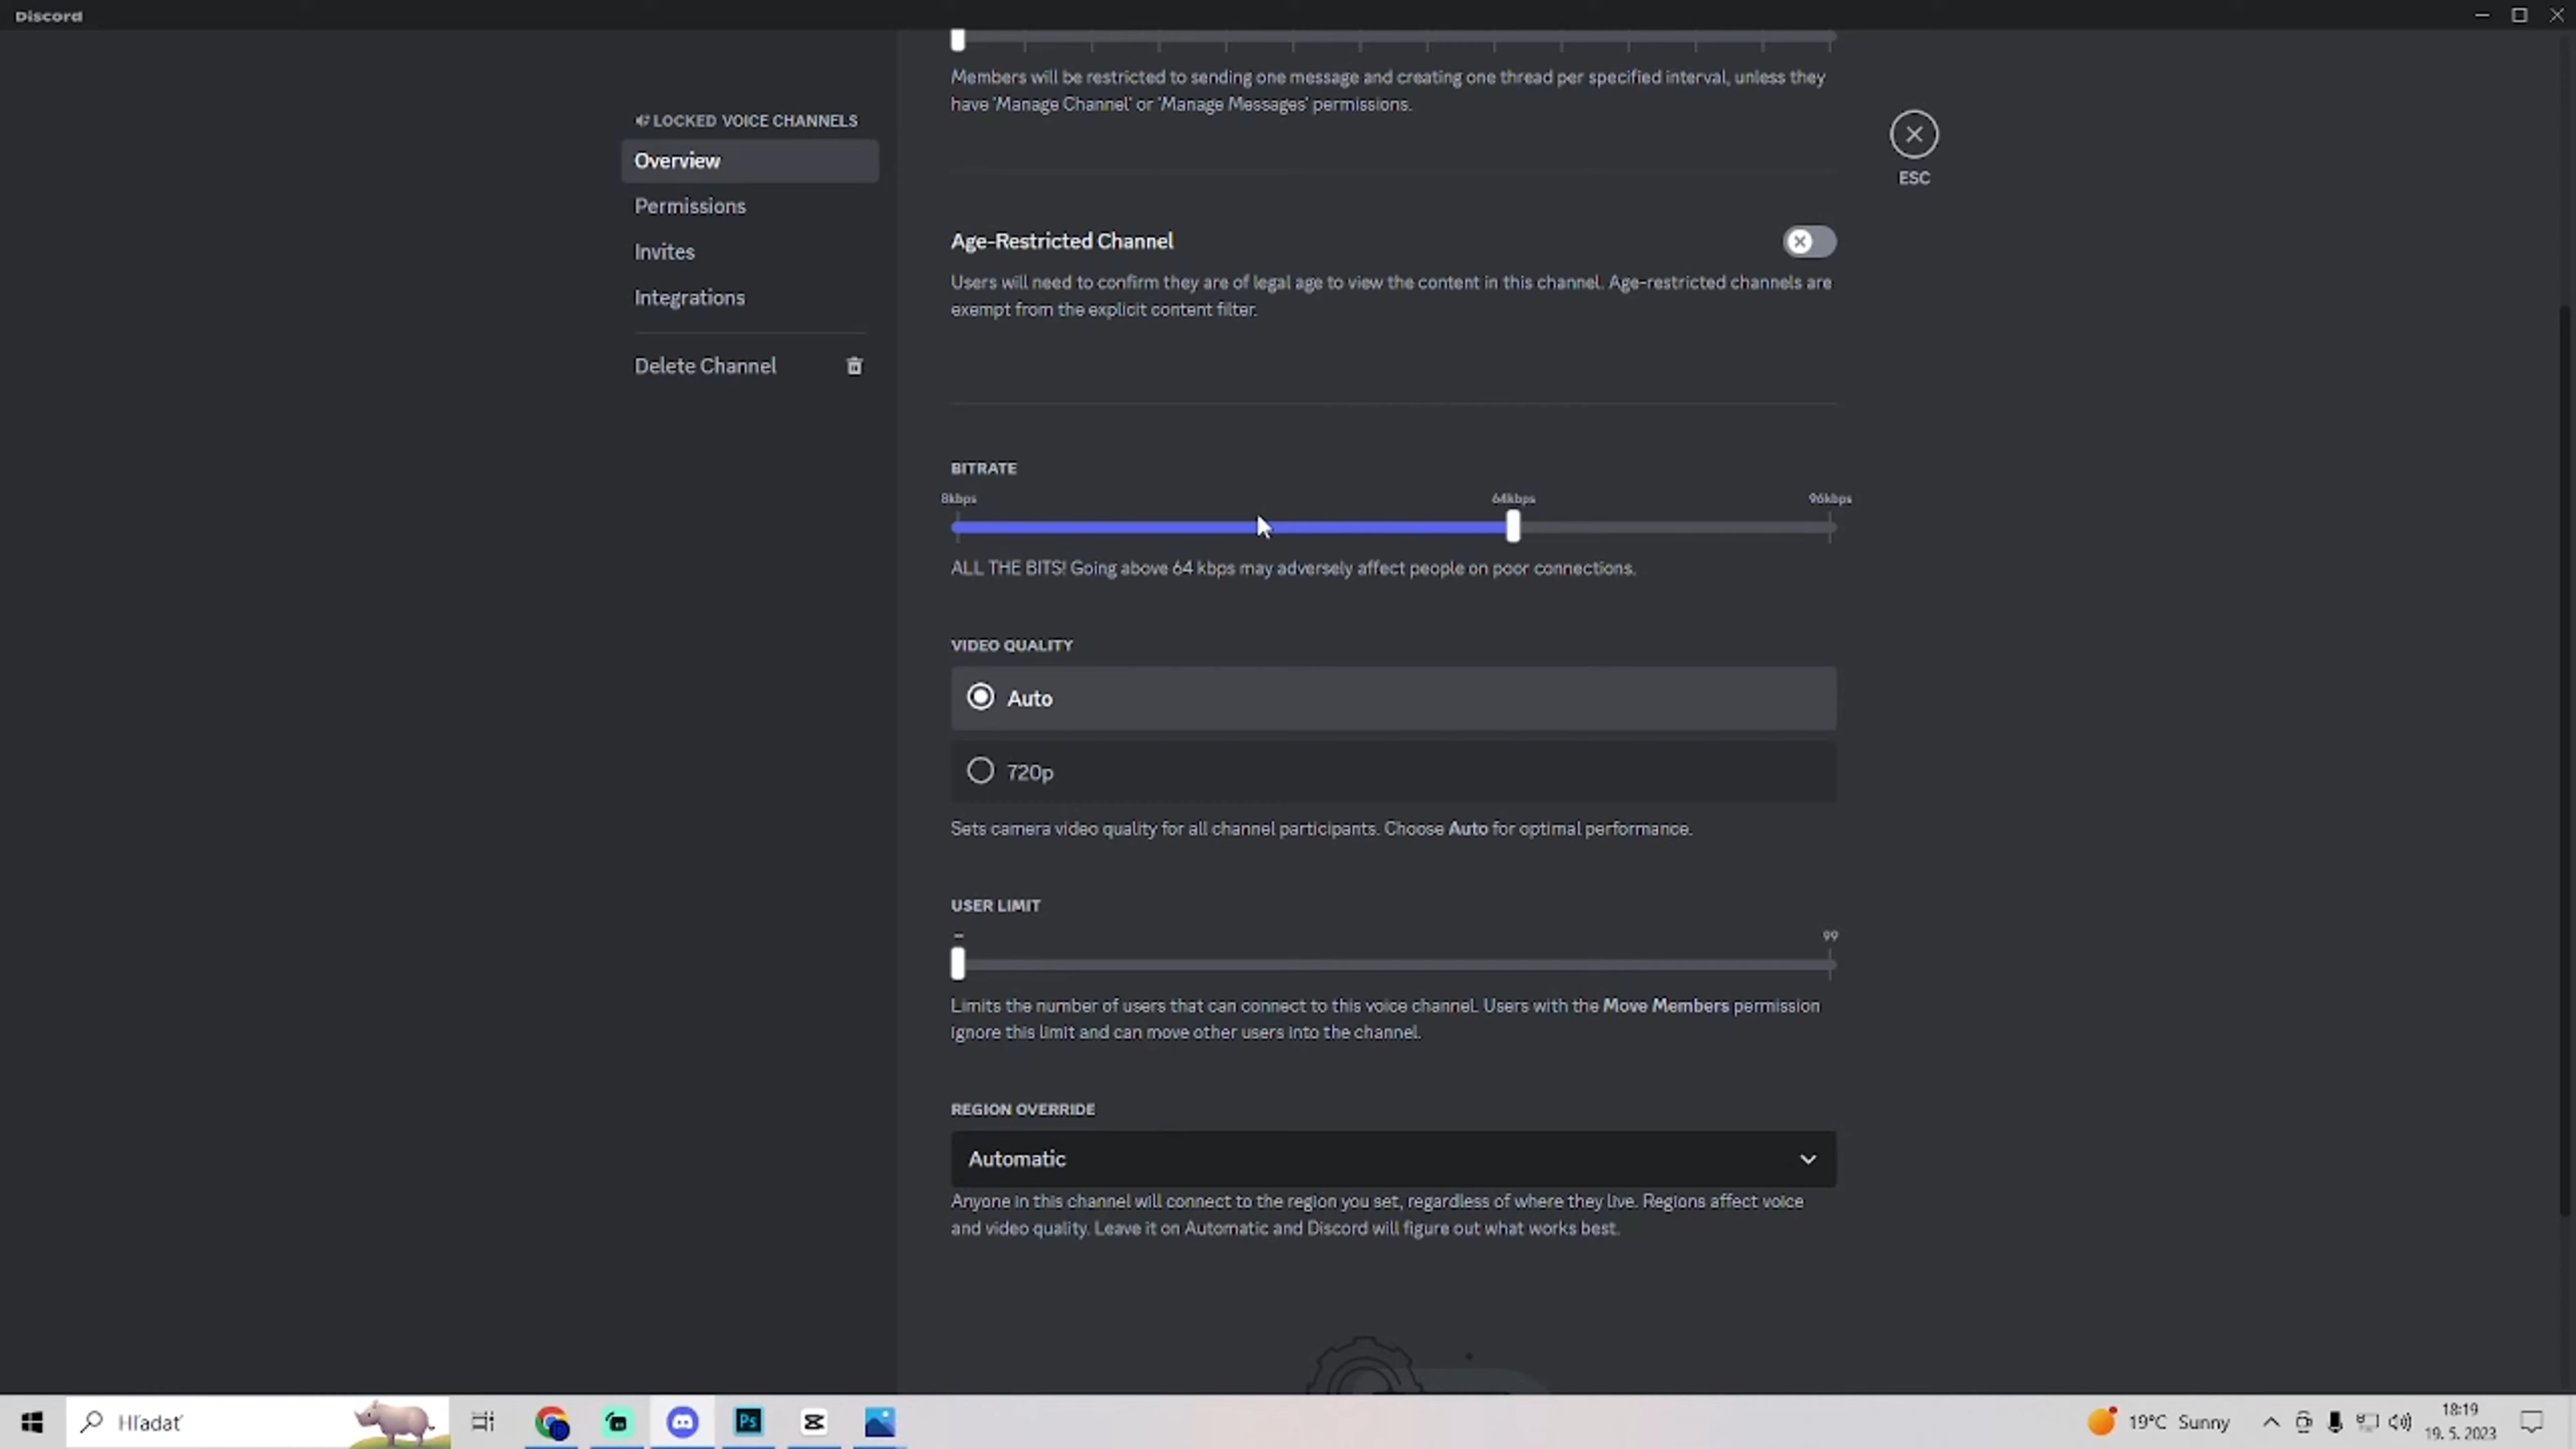 Discord
Members will be restricted to sending one message and creating one thread per specified interval, unless they
have 'Manage Channel' or 'Manage Messages' permissions.
LOCKED VOICE CHANNELS
Overview
Permissions
Invites
Integrations
Delete Channel
ESC
Age-Restricted Channel
Users will need to confirm they are of legal age to view the content in this channel. Age-restricted channels are
exempt from the explicit content filter.
BITRATE
8kbps 64kbps 96kbps
ALL THE BITS! Going above 64 kbps may adversely affect people on poor connections.
VIDEO QUALITY
Auto
720p
Sets camera video quality for all channel participants. Choose Auto for optimal performance.
USER LIMIT
99
Limits the number of users that can connect to this voice channel. Users with the Move Members permission
ignore this limit and can move other users into the channel.
REGION OVERRIDE
Automatic
Anyone in this channel will connect to the region you set, regardless of where they live. Regions affect voice
and video quality. Leave it on Automatic and Discord will figure out what works best.
Hľadať
Ps
19°C Sunny
18:19
19. 5. 2023